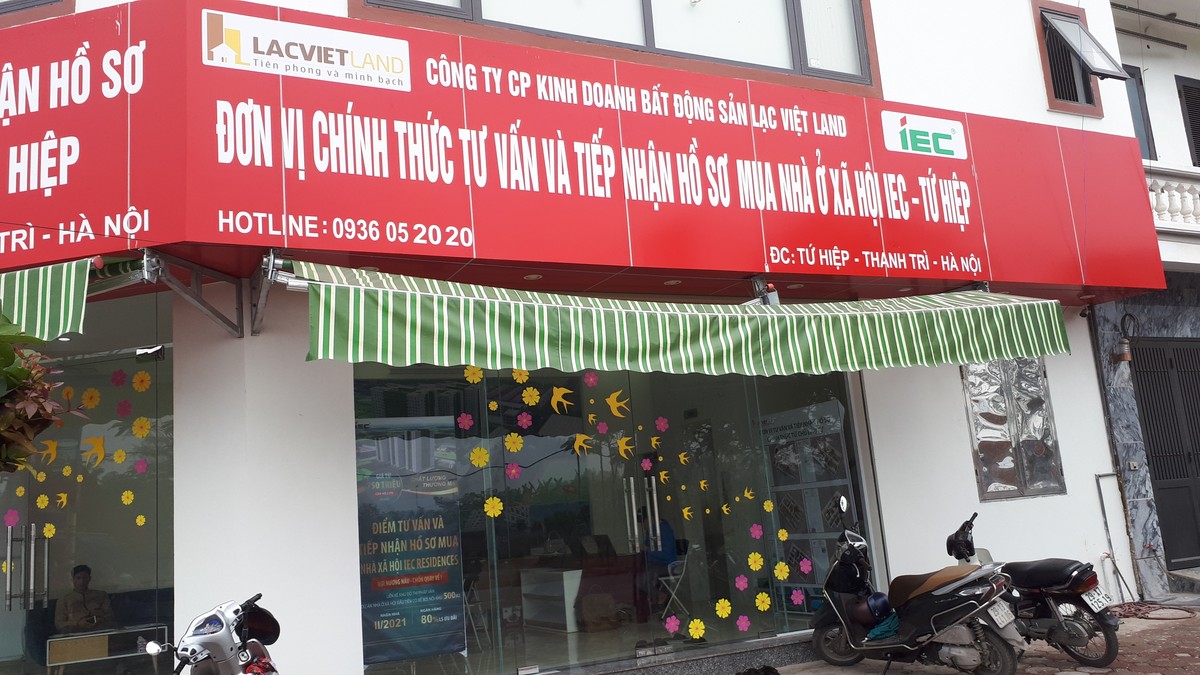 ẬN HỒ SƠ
HIỆP
TRÌ - HÀ NỘI
LACVIETLAND
Tiên phong và minh bạch
CÔNG TY CP KINH DOANH BẤT ĐỘNG SẢN LẠC VIỆT LAND
IEC
ĐƠN VỊ CHÍNH THỨC TƯ VẤN VÀ TIẾP NHẬN HỒ SƠ MUA NHÀ Ở XÃ HỘI IEC - TỨ HIỆP
HOTLINE: 0936 05 20 20
ĐC: TỨ HIỆP - THANH TRÌ - HÀ NỘI
ĐIỂM TƯ VẤN VÀ
TIẾP NHẬN HỒ SƠ MUA
NHÀ XÃ HỘI IEC RESIDENCES
II/2021
80%